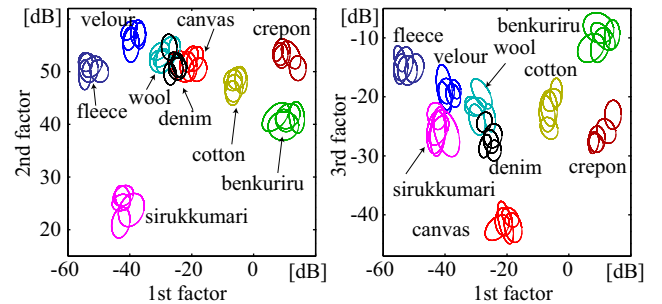 velour
canvas
crepon
fleece
wool
denim
cotton
benkuriru
sirukkumari
2nd factor
50
40
30
20
-60
-40
-20
0
[dB]
[dB]
1st factor
benkuriru
fleece
wool
velour
cotton
sirukkumari
denim
crepon
canvas
3rd factor
-10
-20
-30
-40
-60
-40
-20
0
[dB]
[dB]
1st factor